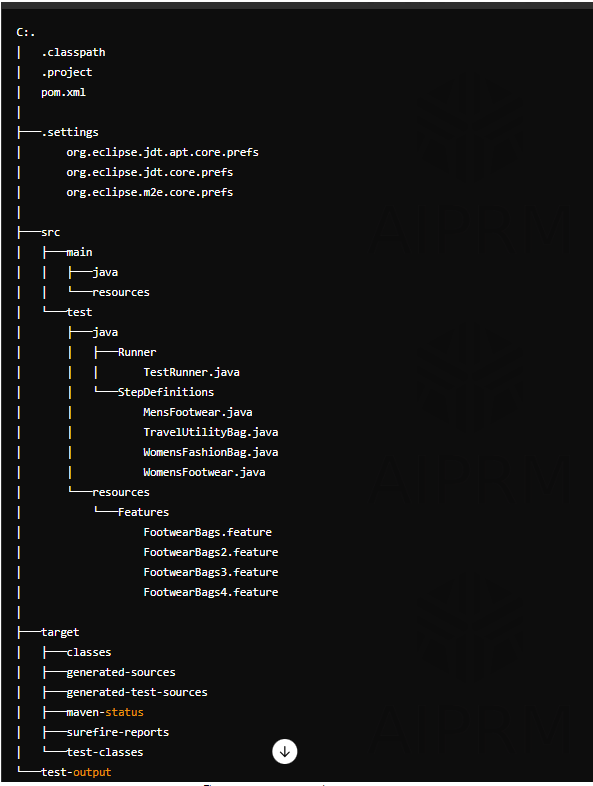 C:.
│   .classpath
│   .project
│   pom.xml
│
├───.settings
│       org.eclipse.jdt.apt.core.prefs
│       org.eclipse.jdt.core.prefs
│       org.eclipse.m2e.core.prefs
│
├───src
│   ├───main
│   │   ├───java
│   │   └───resources
│   └───test
│       ├───java
│       │   ├───Runner
│       │   │       TestRunner.java
│       │   └───StepDefinitions
│       │           MensFootwear.java
│       │           TravelUtilityBag.java
│       │           WomensFashionBag.java
│       │           WomensFootwear.java
│       └───resources
│           └───Features
│                   FootwearBags.feature
│                   FootwearBags2.feature
│                   FootwearBags3.feature
│                   FootwearBags4.feature
│
├───target
│   ├───classes
│   ├───generated-sources
│   ├───generated-test-sources
│   ├───maven-status
│   ├───surefire-reports
│   └───test-classes
└───test-output